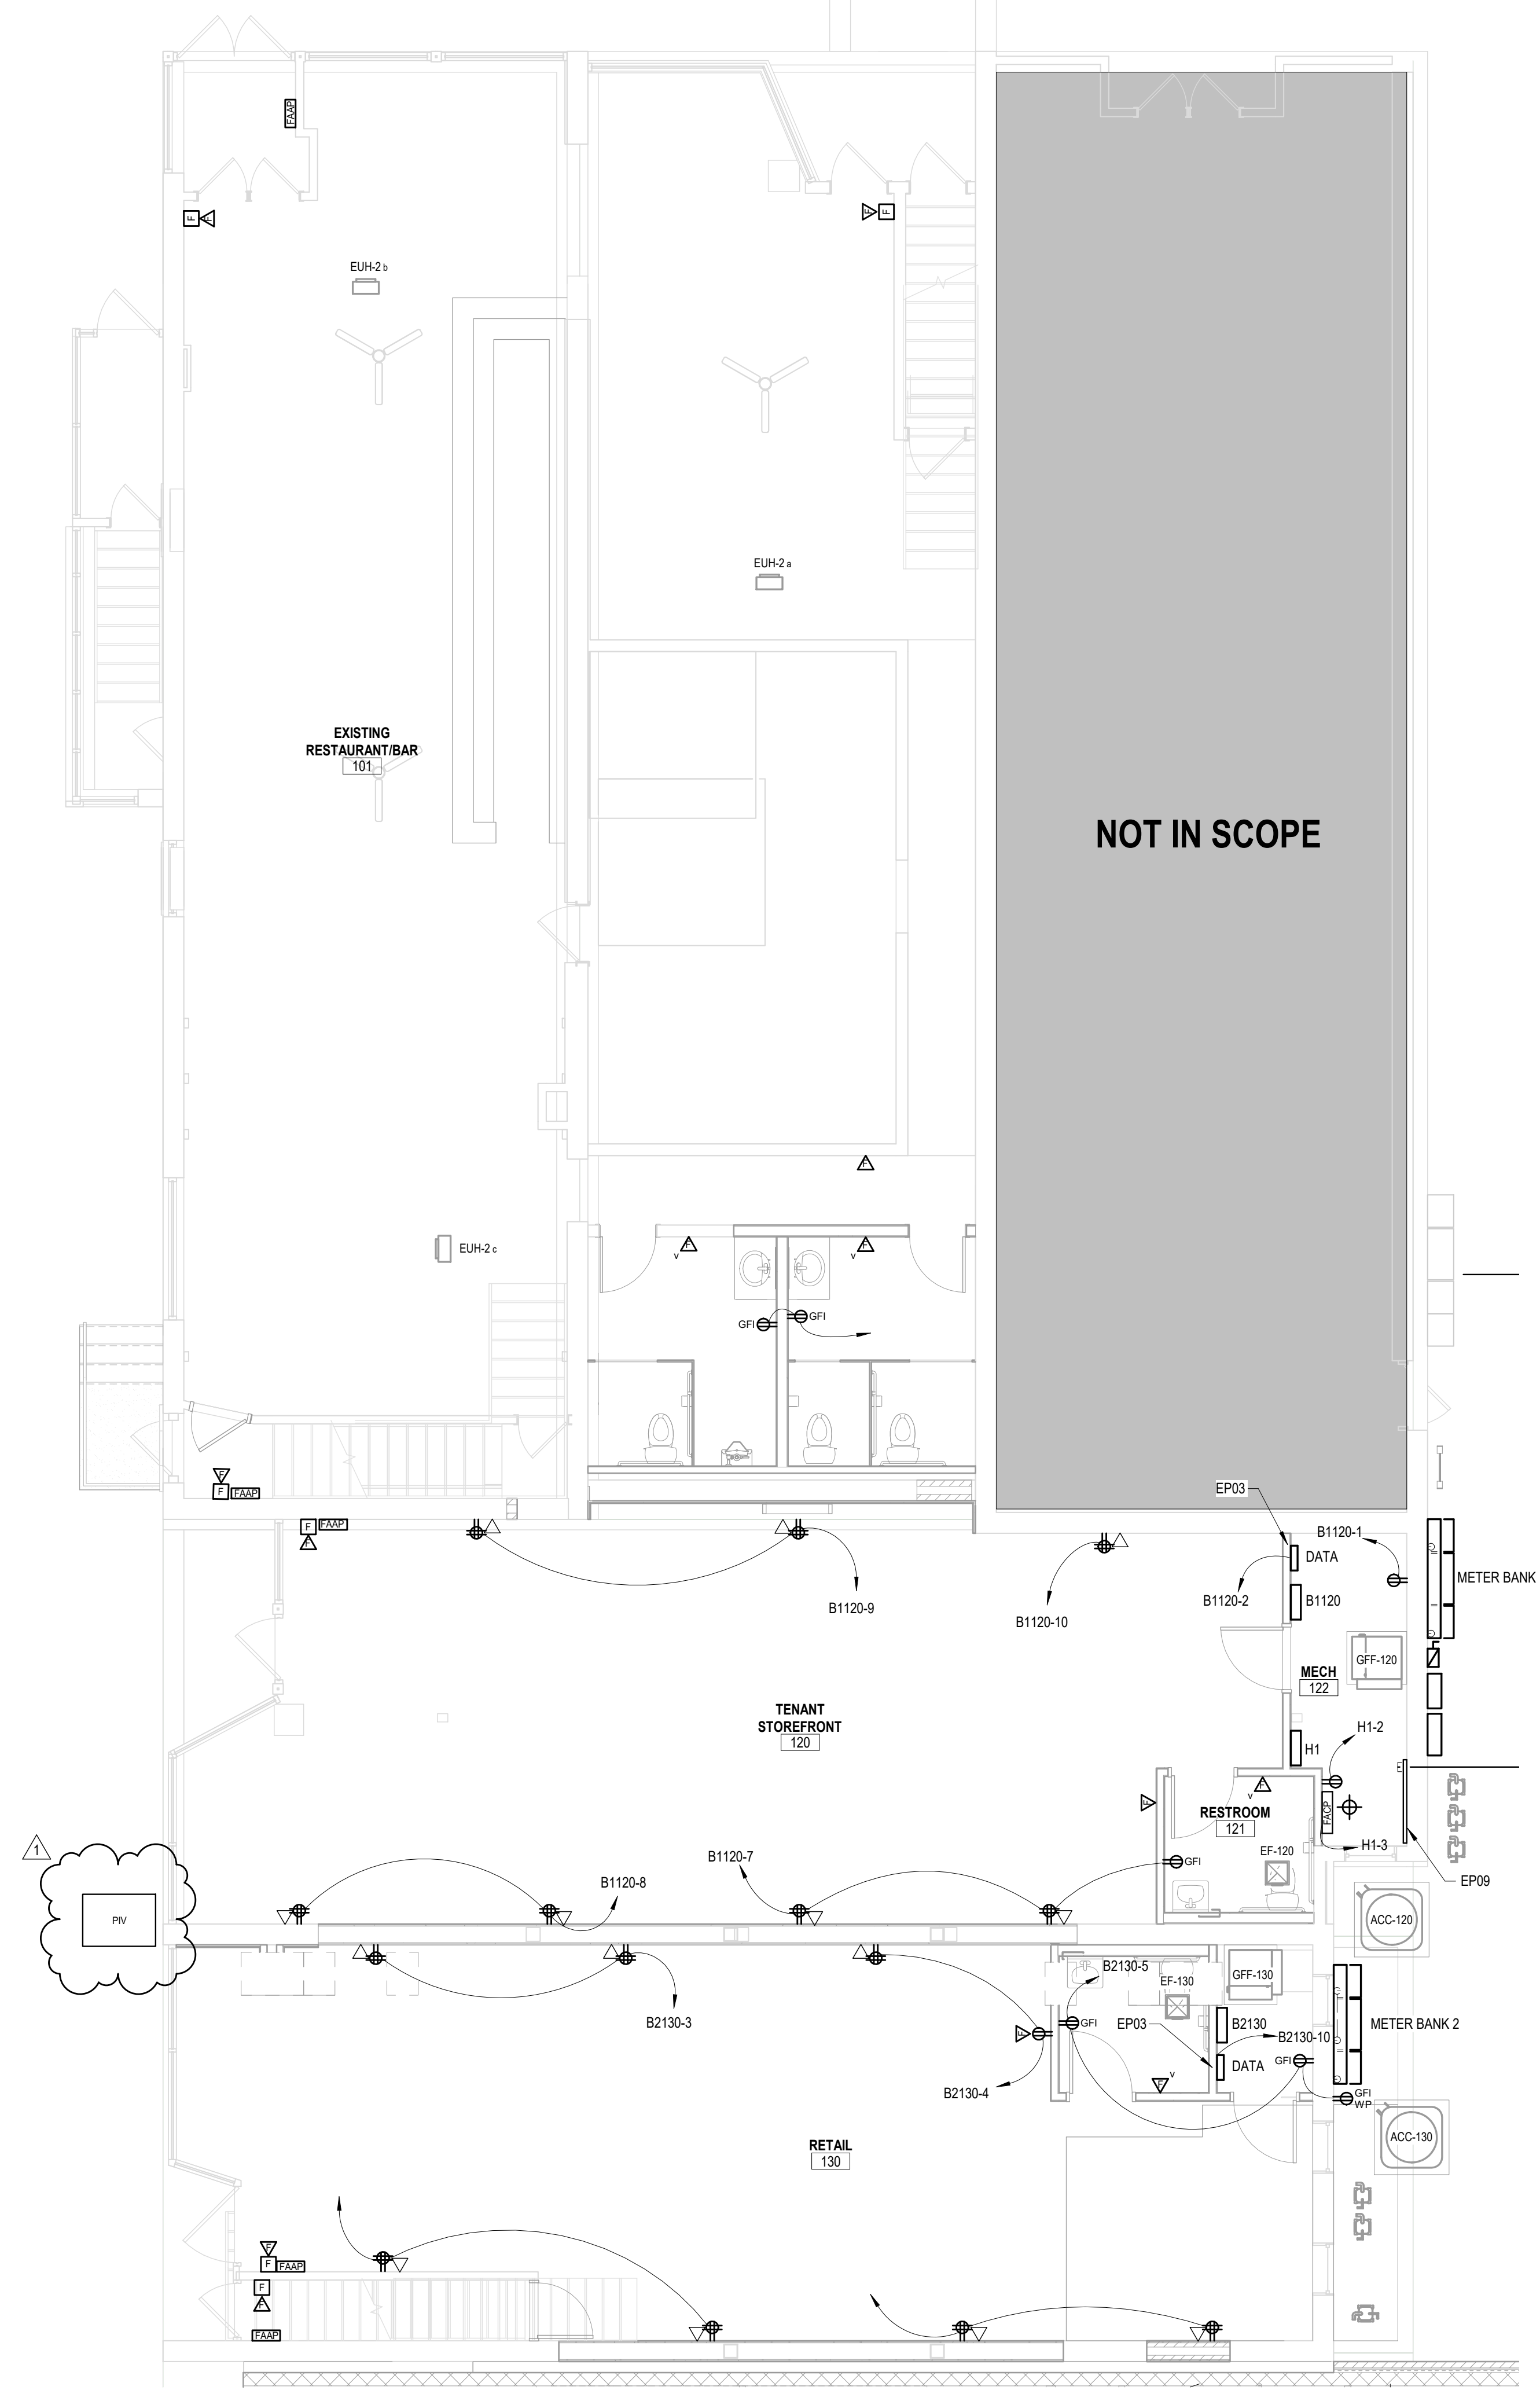 FAAP
F
F
F
F
EUH-2 b
EUH-2 a
EXISTING
RESTAURANT/BAR
101
NOT IN SCOPE
F
F
v
F
v
EUH-2 c
GFI
GFI
F
F
FAAP
EP03
F
FAAP
F
DATA
B1120-1
METER BANK
B1120-9
B1120-10
B1120-2
B1120
GFF-120
MECH
122
TENANT
STOREFRONT
120
H1-2
H1
F
v
F
RESTROOM
121
FACP
H1-3
EF-120
GFI
EP09
1
PIV
B1120-7
B1120-8
ACC-120
B2130-5
EF-130
GFF-130
B2130-3
GFI
EP03
B2130
METER BANK 2
F
B2130-10
GFI
DATA
B2130-4
F
v
GFI
WP
ACC-130
RETAIL
130
F
F
FAAP
F
F
FAAP